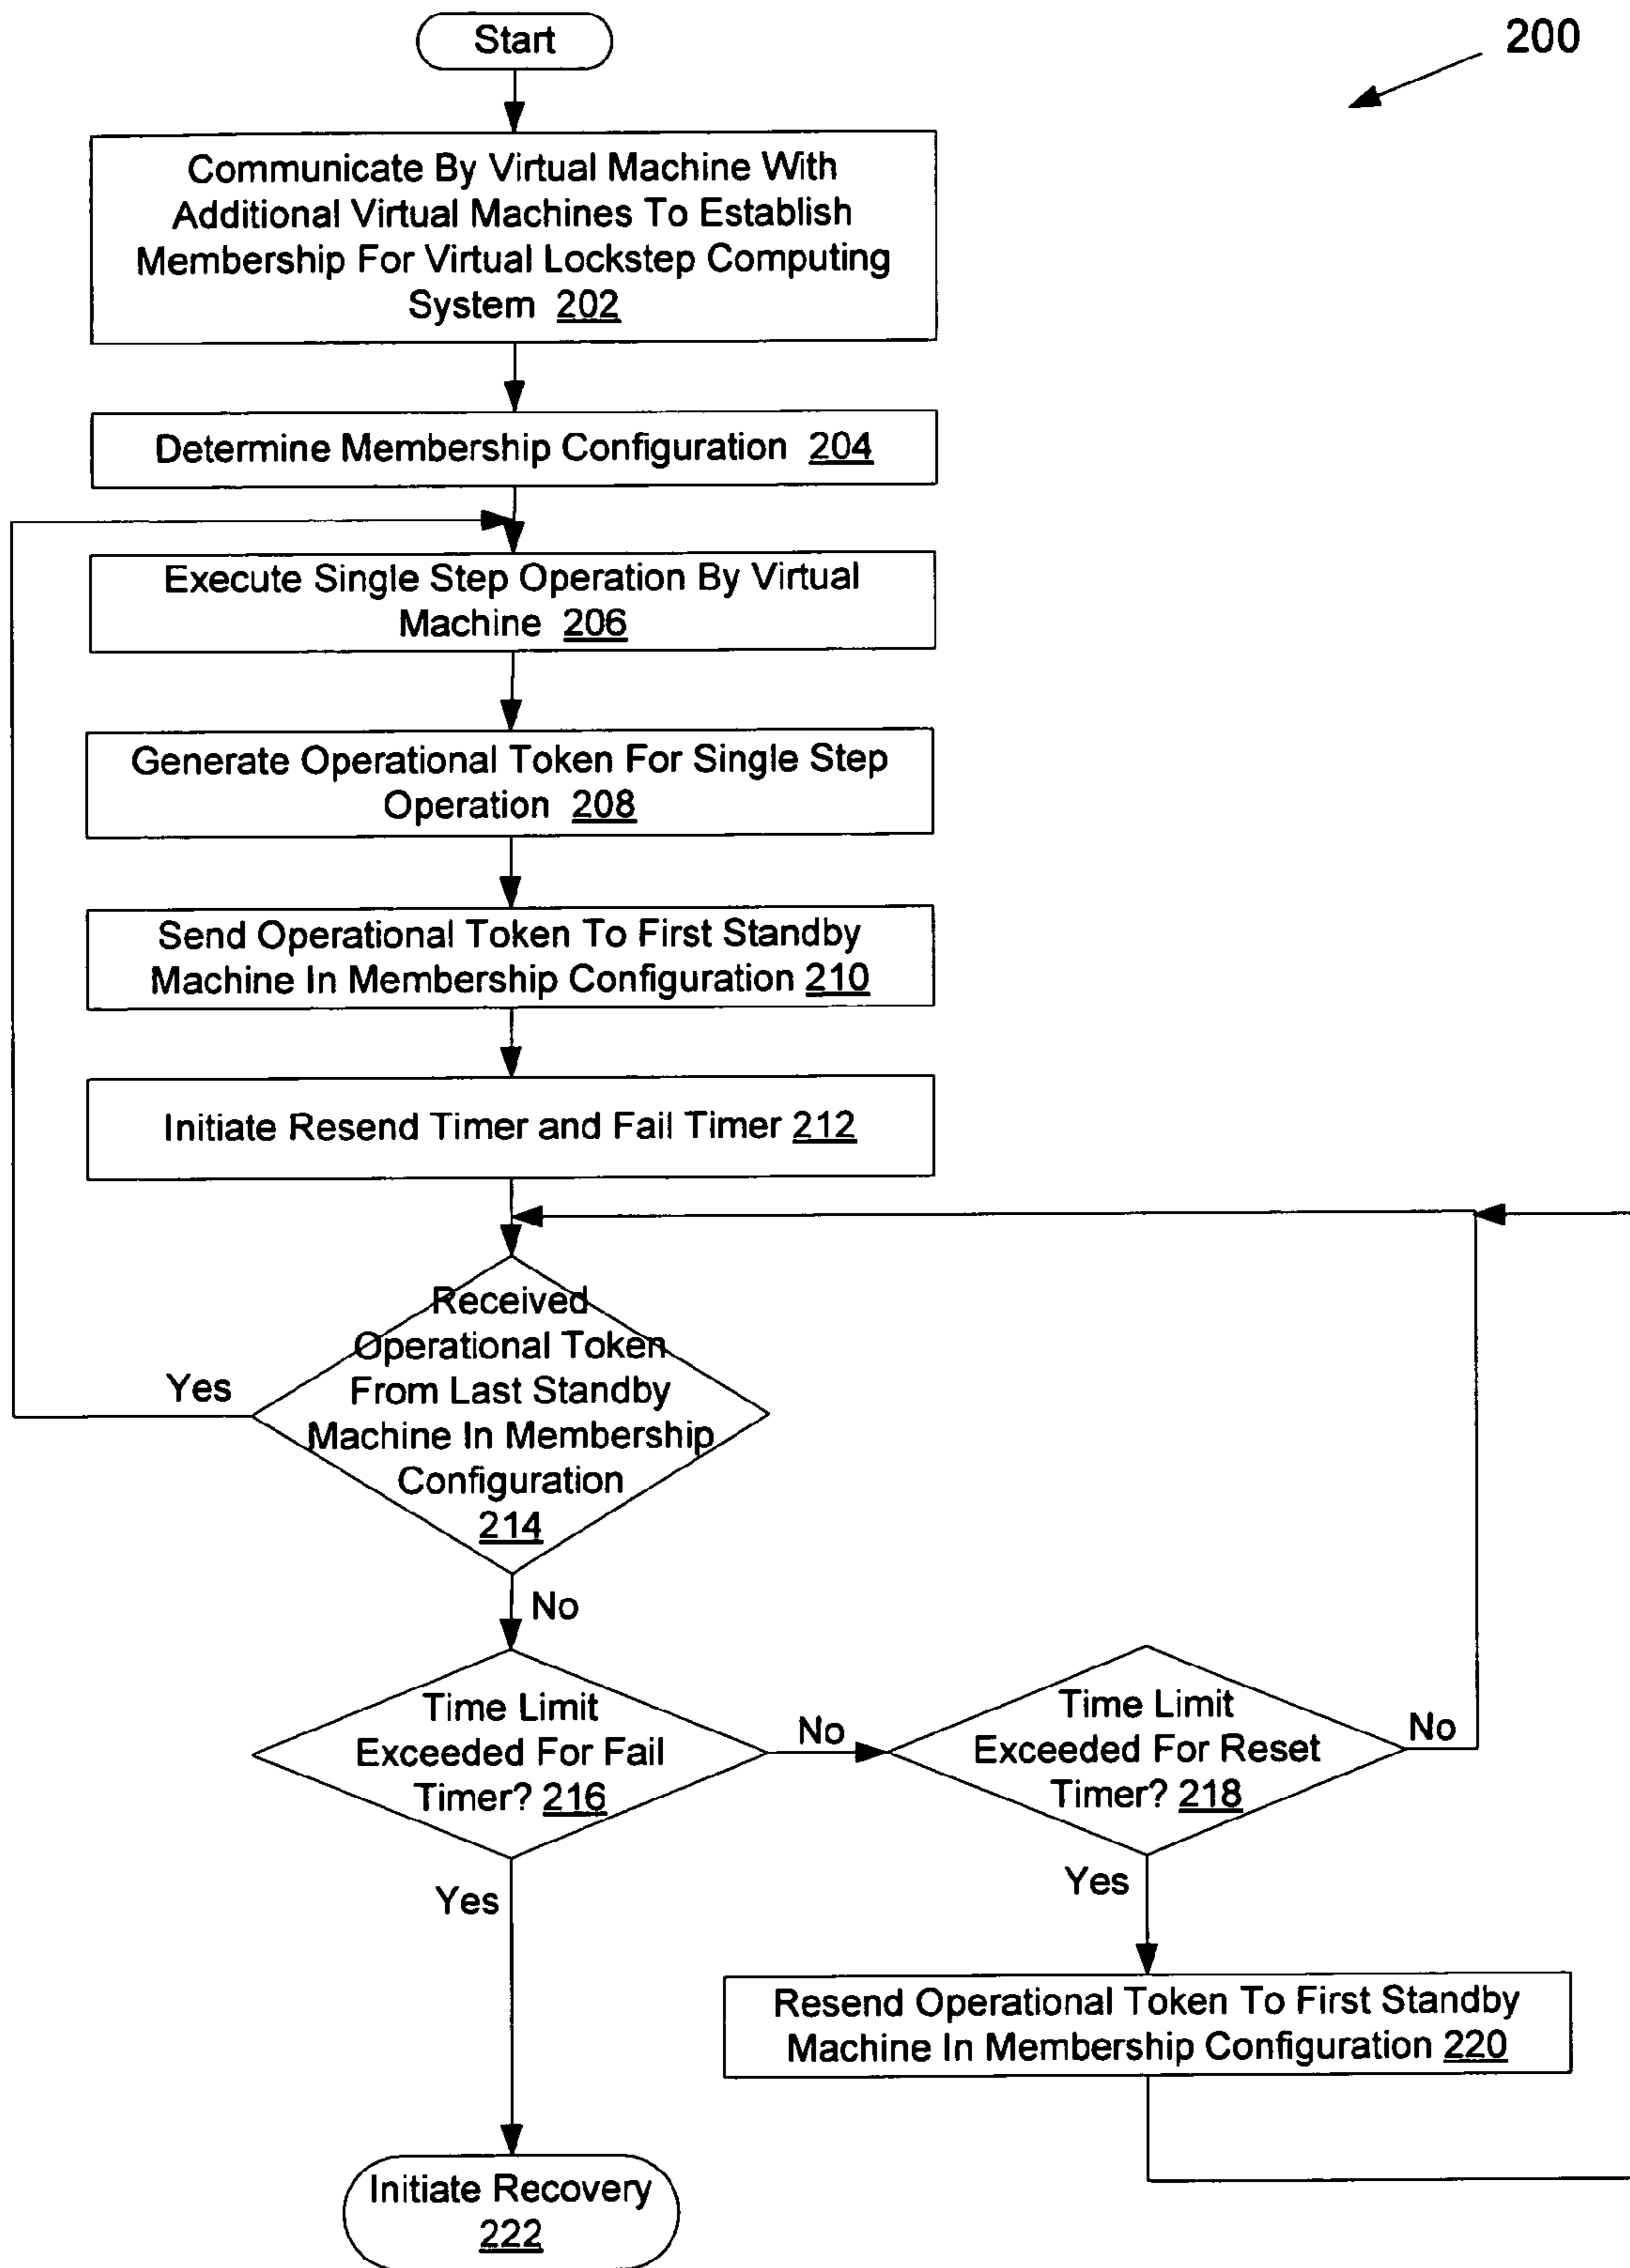 Start
200
Communicate By Virtual Machine With
Additional Virtual Machines To Establish
Membership For Virtual Lockstep Computing
System 202
Determine Membership Configuration 204
Execute Single Step Operation By Virtual
Machine 206
Generate Operational Token For Single Step
Operation 208
Send Operational Token To First Standby
Machine In Membership Configuration 210
Initiate Resend Timer and Fail Timer 212
Received
Operational Token
From Last Standby
Machine In Membership
Configuration
214
Yes
No
Time Limit
Exceeded For Fail
Timer? 216
No
Time Limit
Exceeded For Reset
Timer? 218
No
Yes
Yes
Resend Operational Token To First Standby
Machine In Membership Configuration 220
Initiate Recovery
222